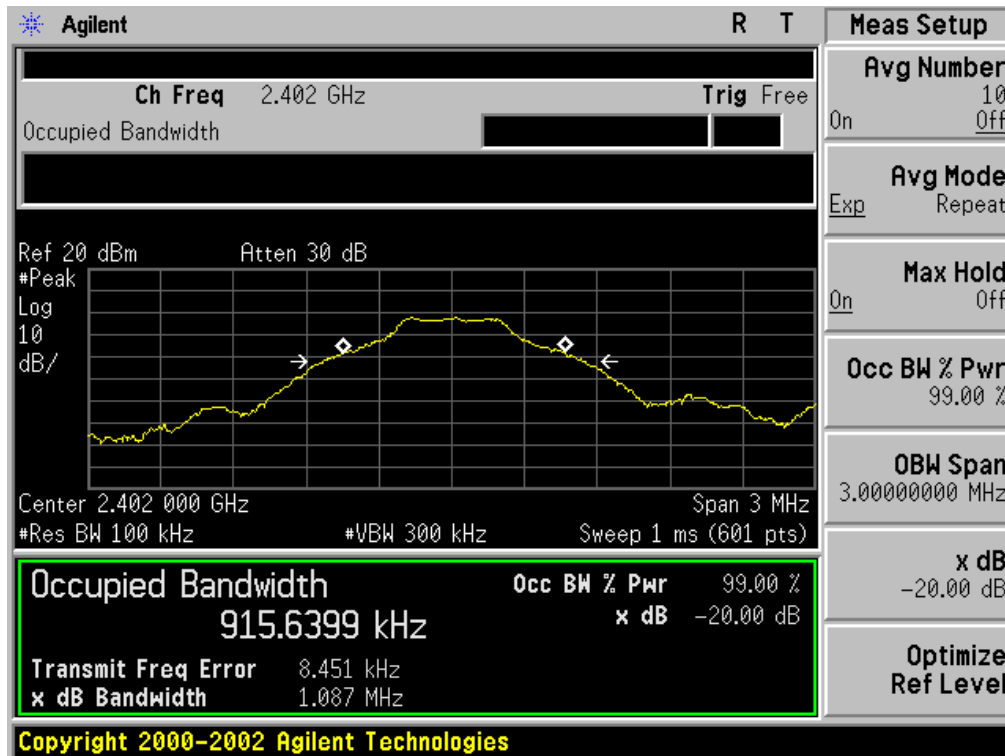 Agilent R T
Ch Freq 2.402 GHz Trig Free
Occupied Bandwidth
Ref 20 dBm Atten 30 dB
#Peak
Log
10
dB/
Center 2.402 000 GHz Span 3 MHz
#Res BW 100 kHz #VBW 300 kHz Sweep 1 ms (601 pts)
Occupied Bandwidth Occ BW % Pwr 99.00 %
915.6399 kHz x dB -20.00 dB
Transmit Freq Error 8.451 kHz
x dB Bandwidth 1.087 MHz
Copyright 2000-2002 Agilent Technologies
Meas Setup
Avg Number
10
On Off
Avg Mode
Exp Repeat
Max Hold
On Off
Occ BW % Pwr
99.00 %
OBW Span
3.00000000 MHz
x dB
-20.00 dB
Optimize
Ref Level